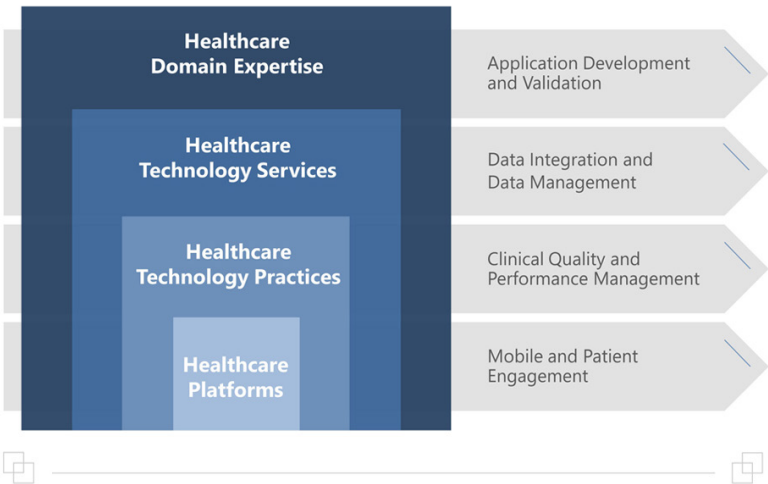 Healthcare
Domain Expertise
Application Development
and Validation
Healthcare
Technology Services
Data Integration and
Data Management
Healthcare
Technology Practices
Clinical Quality and
Performance Management
Healthcare
Platforms
Mobile and Patient
Engagement